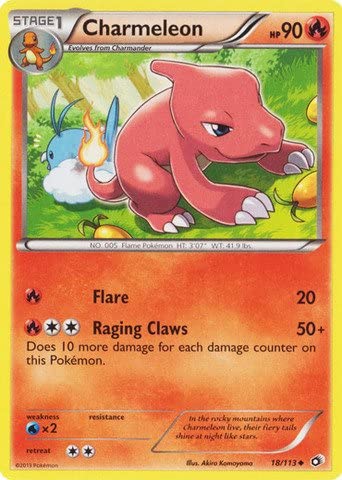 STAGE1
Charmeleon
HP 90
Evolves from Charmander
NO. 005 Flame Pokémon HT: 3'07" WT: 41.9 lbs.
Flare 20
Raging Claws 50+
Does 10 more damage for each damage counter on
this Pokémon.
weakness resistance
×2
retreat
In the rocky mountains where
Charmeleon live, their fiery tails
shine at night like stars.
©2013 Pokémon
Illus. Akira Komayama
18/113